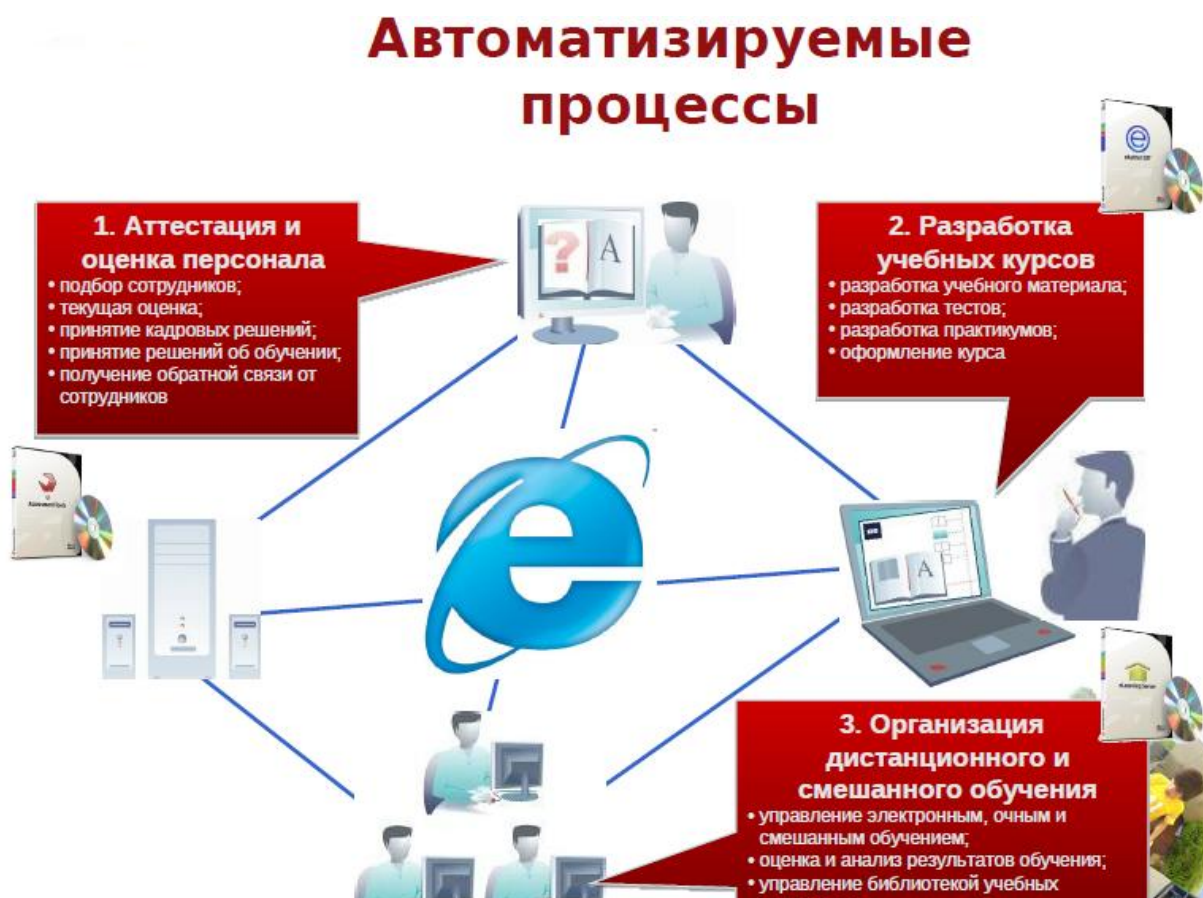 Автоматизируемые
процессы
1. Аттестация и
оценка персонала
• подбор сотрудников;
• текущая оценка;
• принятие кадровых решений;
• принятие решений об обучении;
• получение обратной связи от
сотрудников
2. Разработка
учебных курсов
• разработка учебного материала;
• разработка тестов;
• разработка практикумов;
• оформление курса
A
A
3. Организация
дистанционного и
смешанного обучения
• управление электронным, очным и
смешанным обучением;
• оценка и анализ результатов обучения;
• управление библиотекой учебных